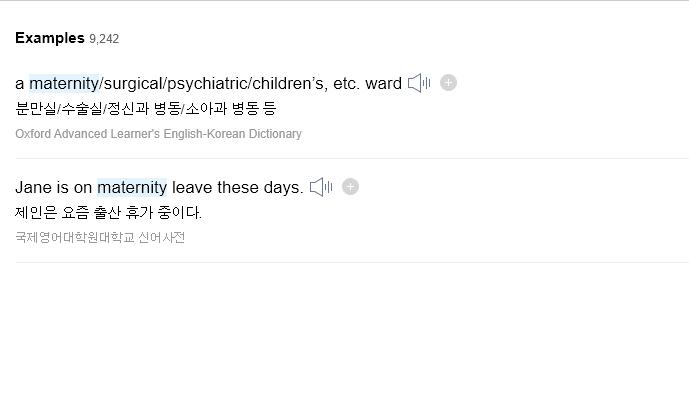 Examples 9,242
a maternity/surgical/psychiatric/children’s, etc. ward
분만실/수술실/정신과 병동/소아과 병동 등
Oxford Advanced Learner's English-Korean Dictionary
Jane is on maternity leave these days.
제인은 요즘 출산 휴가 중이다.
국제영어대학원대학교 신어사전